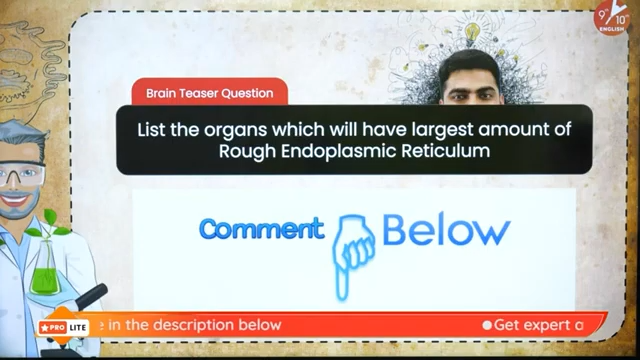 9th 10th
ENGLISH
Brain Teaser Question
List the organs which will have largest amount of
Rough Endoplasmic Reticulum
Comment Below
PRO LITE
e in the description below
Get expert a